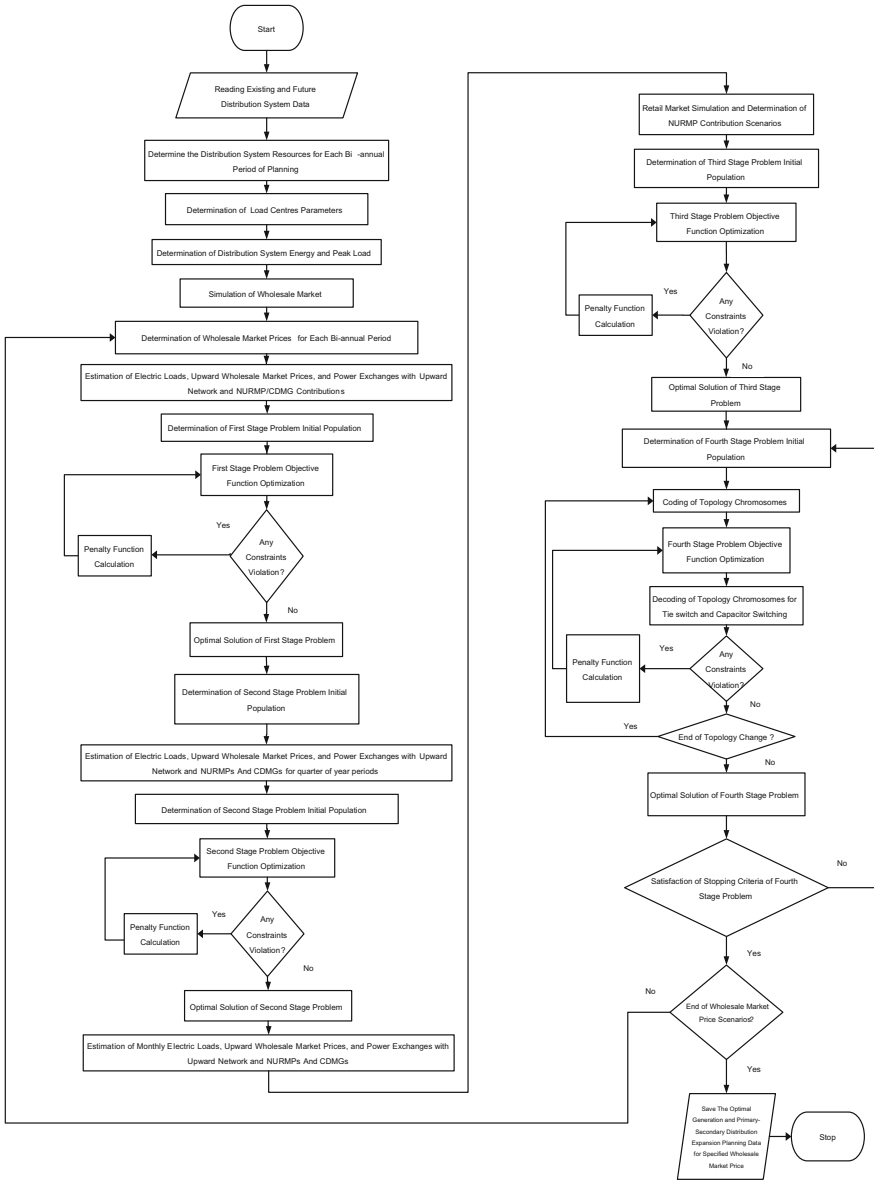 Start
Reading Existing and Future
Distribution System Data
Determine the Distribution System Resources for Each Bi -annual
Period of Planning
Determination of Load Centres Parameters
Determination of Distribution System Energy and Peak Load
Simulation of Wholesale Market
Determination of Wholesale Market Prices for Each Bi-annual Period
Estimation of Electric Loads, Upward Wholesale Market Prices, and Power Exchanges with Upward
Network and NURMP/CDMG Contributions
Determination of First Stage Problem Initial Population
First Stage Problem Objective
Function Optimization
Yes
Any
Constraints
Violation?
Penalty Function
Calculation
No
Optimal Solution of First Stage Problem
Determination of Second Stage Problem Initial
Population
Estimation of Electric Loads, Upward Wholesale Market Prices, and Power Exchanges with Upward
Network and NURMPs And CDMGs for quarter of year periods
Determination of Second Stage Problem Initial Population
Second Stage Problem Objective
Function Optimization
Yes
Any
Constraints
Violation?
Penalty Function
Calculation
No
Optimal Solution of Second Stage Problem
Estimation of Monthly Electric Loads, Upward Wholesale Market Prices, and Power Exchanges with
Upward Network and NURMPs And CDMGs
Retail Market Simulation and Determination of
NURMP Contribution Scenarios
Determination of Third Stage Problem Initial
Population
Third Stage Problem Objective
Function Optimization
Yes
Any
Constraints
Violation?
Penalty Function
Calculation
No
Optimal Solution of Third Stage
Problem
Determination of Fourth Stage Problem Initial
Population
Coding of Topology Chromosomes
Fourth Stage Problem Objective
Function Optimization
Decoding of Topology Chromosomes for
Tie switch and Capacitor Switching
Yes
Any
Constraints
Violation?
Penalty Function
Calculation
No
Yes
End of Topology Change ?
No
Optimal Solution of Fourth Stage Problem
No
Satisfaction of Stopping Criteria of Fourth
Stage Problem
Yes
No
End of Wholesale Market
Price Scenarios?
Yes
Save The Optimal
Generation and Primary-
Secondary Distribution
Expansion Planning Data
for Specified Wholesale
Market Price
Stop